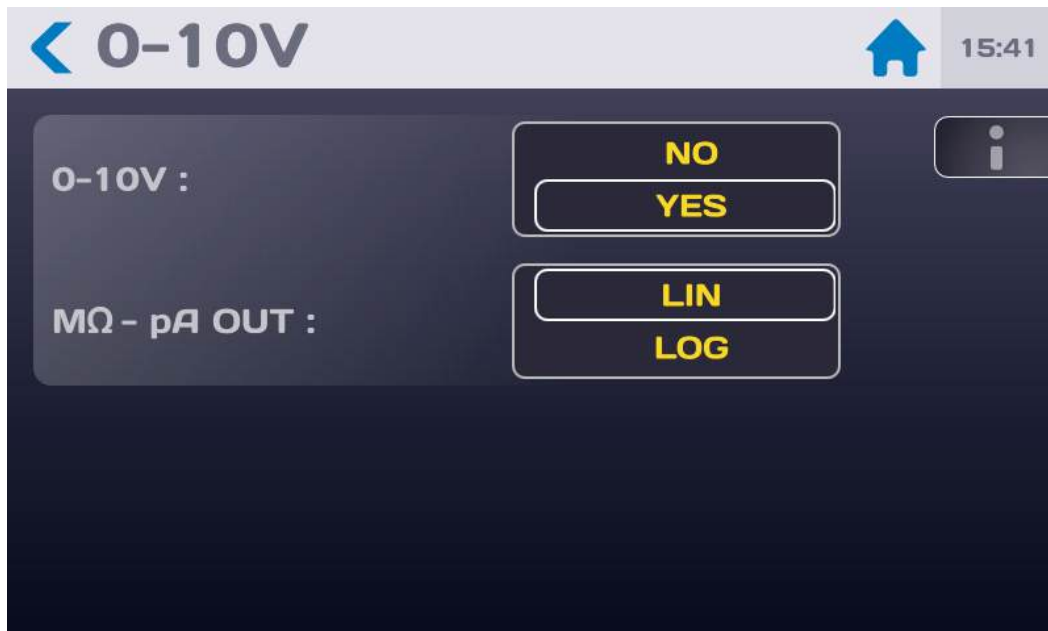 0-10V
15:41
0-10V :
NO
YES
MΩ - pA OUT :
LIN
LOG